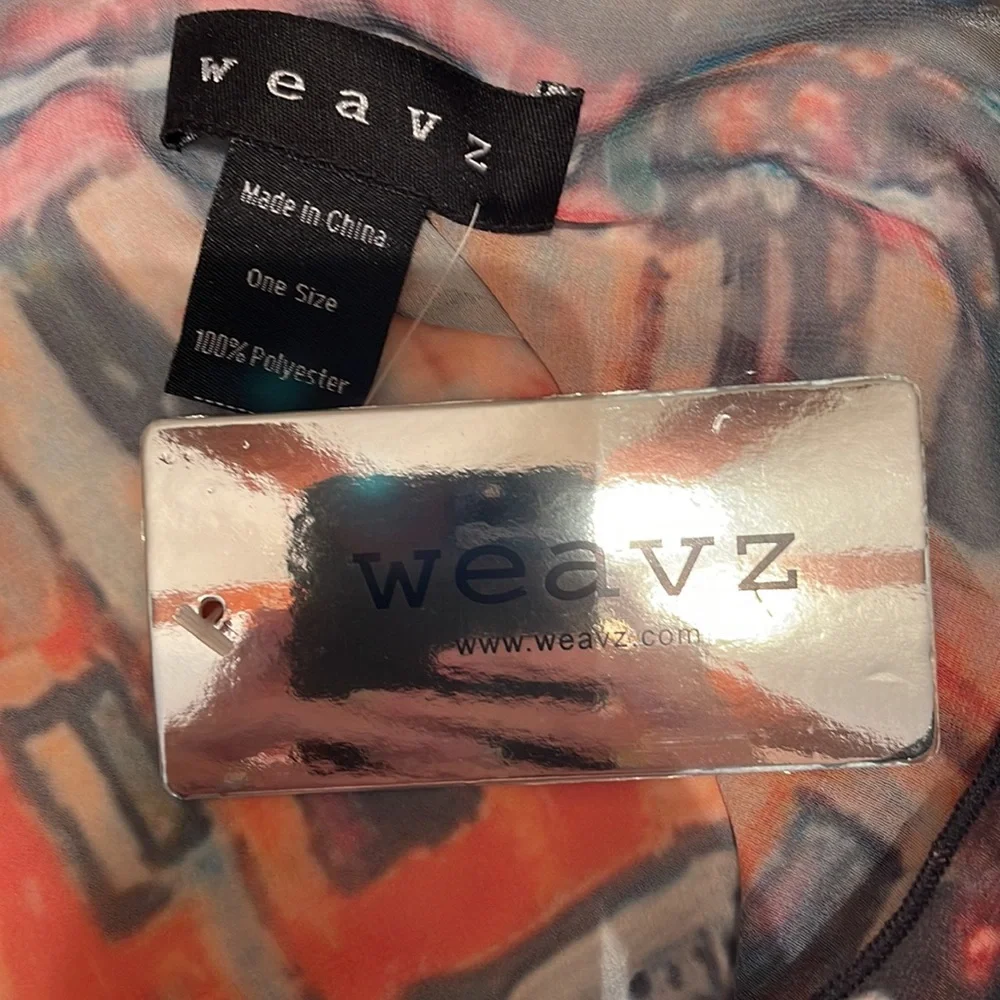 weavz
Made in China
One Size
100% Polyester
weavz
www.weavz.com